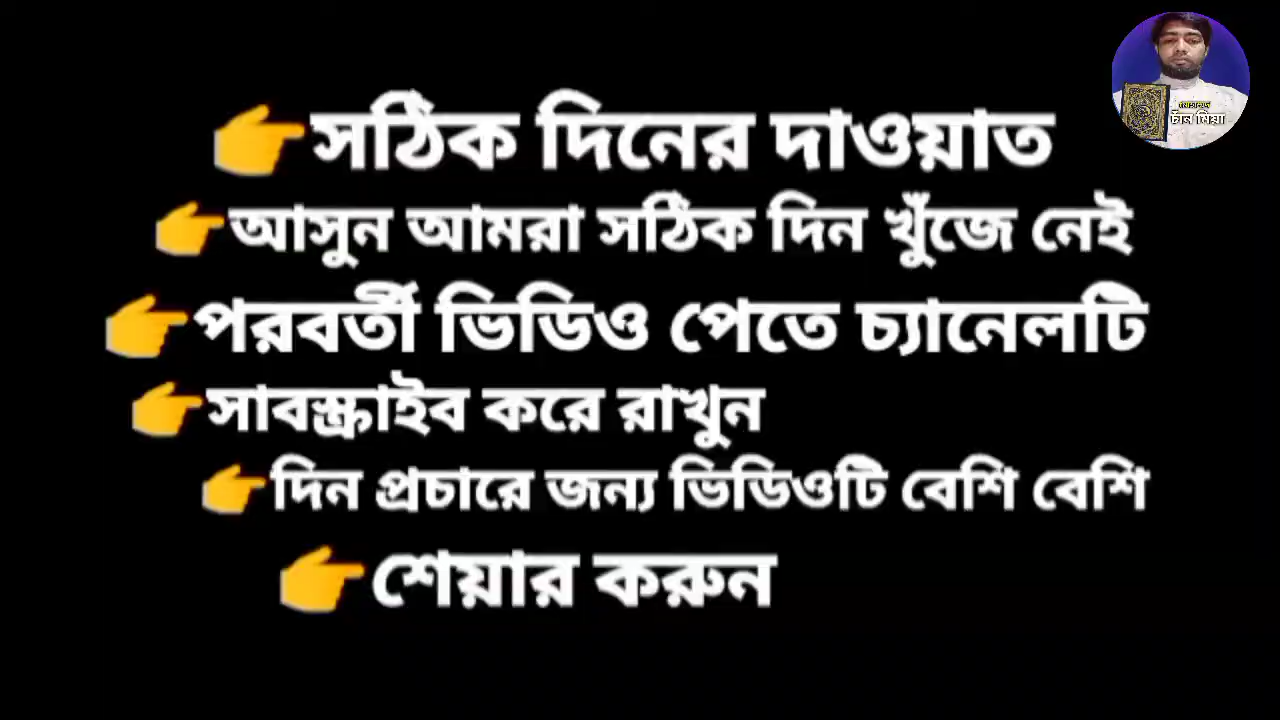 👉সঠিক দিনের দাওয়াত
👉আসুন আমরা সঠিক দিন খুঁজে নেই
👉পরবর্তী ভিডিও পেতে চ্যানেলটি
👉সাবস্ক্রাইব করে রাখুন
👉দিন প্রচারে জন্য ভিডিওটি বেশি বেশি
👉শেয়ার করুন
মিয়া